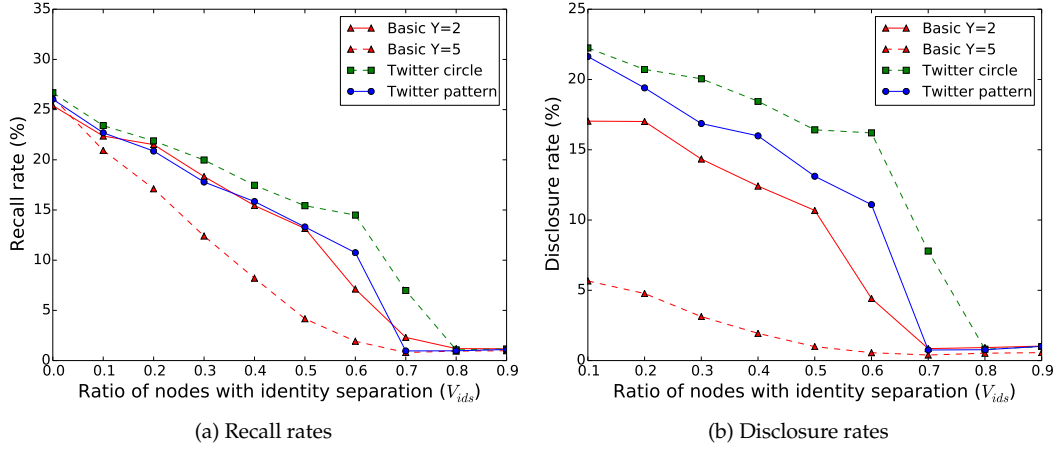 35
30
25
20
15
10
5
0
Recall rate (%)
Basic Y=2
Basic Y=5
Twitter circle
Twitter pattern
0.0 0.1 0.2 0.3 0.4 0.5 0.6 0.7 0.8 0.9
Ratio of nodes with identity separation (V_ids)
(a) Recall rates
25
20
15
10
5
0
Disclosure rate (%)
Basic Y=2
Basic Y=5
Twitter circle
Twitter pattern
0.1 0.2 0.3 0.4 0.5 0.6 0.7 0.8 0.9
Ratio of nodes with identity separation (V_ids)
(b) Disclosure rates